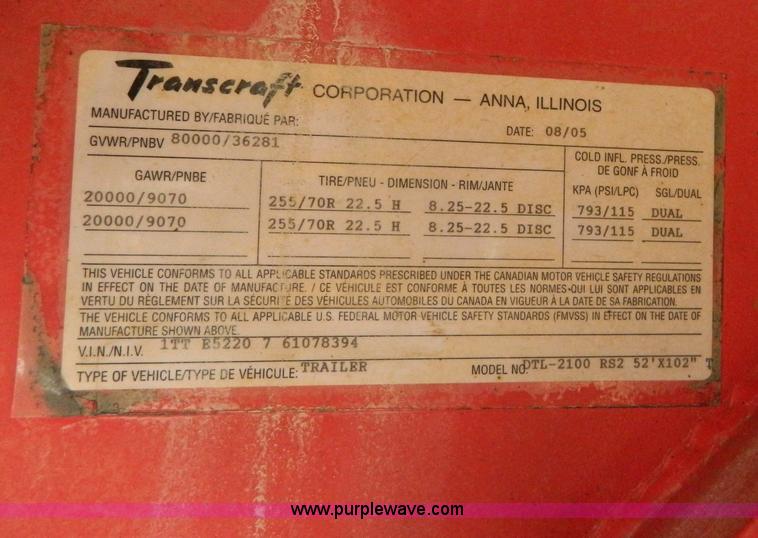 Transcraft CORPORATION — ANNA, ILLINOIS
MANUFACTURED BY/FABRIQUÉ PAR: DATE: 08/05
GVWR/PNBV 80000/36281
GAWR/PNBE TIRE/PNEU - DIMENSION - RIM/JANTE COLD INFL. PRESS./PRESS. DE GONF À FROID
KPA (PSI/LPC) SGL/DUAL
20000/9070 255/70R 22.5 H 8.25-22.5 DISC 793/115 DUAL
20000/9070 255/70R 22.5 H 8.25-22.5 DISC 793/115 DUAL
THIS VEHICLE CONFORMS TO ALL APPLICABLE STANDARDS PRESCRIBED UNDER THE CANADIAN MOTOR VEHICLE SAFETY REGULATIONS
IN EFFECT ON THE DATE OF MANUFACTURE. / CE VÉHICULE EST CONFORME À TOUTES LES NORMES QUI LUI SONT APPLICABLES EN
VERTU DU RÈGLEMENT SUR LA SÉCURITÉ DES VÉHICULES AUTOMOBILES DU CANADA EN VIGUEUR À LA DATE DE SA FABRICATION.
THE VEHICLE CONFORMS TO ALL APPLICABLE U.S. FEDERAL MOTOR VEHICLE SAFETY STANDARDS (FMVSS) IN EFFECT ON THE DATE OF
MANUFACTURE SHOWN ABOVE.
V.I.N./N.I.V. 1TT E5220 7 61078394
TYPE OF VEHICLE/TYPE DE VÉHICULE: TRAILER MODEL NO. DTL-2100 RS2 52'X102" T
www.purplewave.com